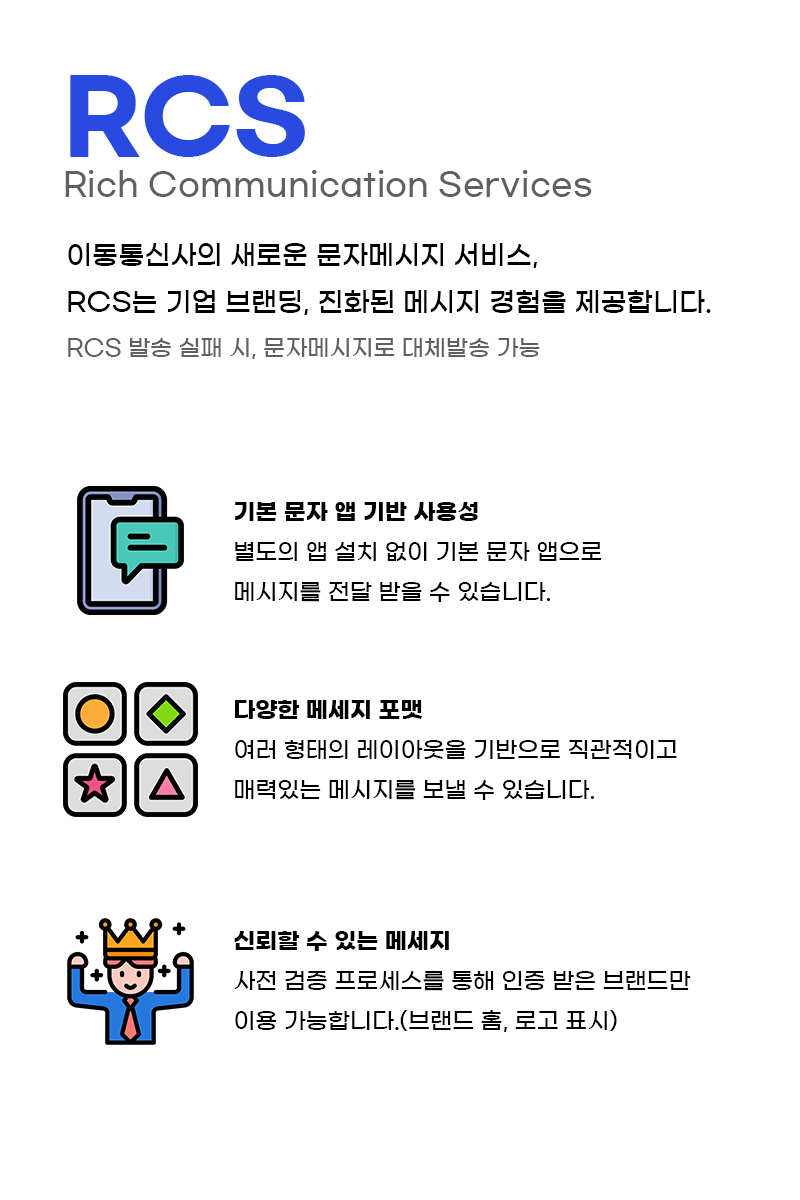 RCS
Rich Communication Services
이동통신사의 새로운 문자메시지 서비스,
RCS는 기업 브랜딩, 진화된 메시지 경험을 제공합니다.
RCS 발송 실패 시, 문자메시지로 대체발송 가능
기본 문자 앱 기반 사용성
별도의 앱 설치 없이 기본 문자 앱으로
메시지를 전달 받을 수 있습니다.
다양한 메세지 포맷
여러 형태의 레이아웃을 기반으로 직관적이고
매력있는 메시지를 보낼 수 있습니다.
신뢰할 수 있는 메세지
사전 검증 프로세스를 통해 인증 받은 브랜드만
이용 가능합니다.(브랜드 홈, 로고 표시)